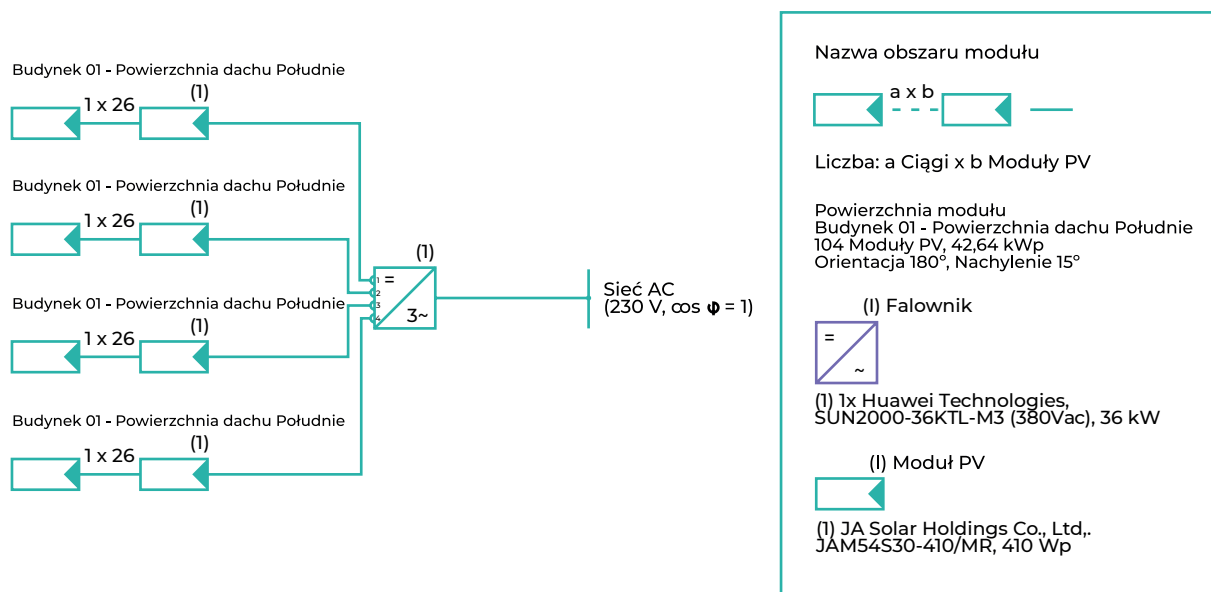 Budynek 01 - Powierzchnia dachu Południe
1 x 26
(1)
Budynek 01 - Powierzchnia dachu Południe
1 x 26
(1)
Budynek 01 - Powierzchnia dachu Południe
1 x 26
(1)
Budynek 01 - Powierzchnia dachu Południe
1 x 26
(1)
(1)
1
2
3
4
=
3~
Sieć AC
(230 V, cos φ = 1)
Nazwa obszaru modułu
a x b
Liczba: a Ciągi x b Moduły PV
Powierzchnia modułu
Budynek 01 - Powierzchnia dachu Południe
104 Moduły PV, 42,64 kWp
Orientacja 180º, Nachylenie 15º
(I) Falownik
=
~
(1) 1x Huawei Technologies,
SUN2000-36KTL-M3 (380Vac), 36 kW
(I) Moduł PV
(1) JA Solar Holdings Co., Ltd,.
JAM54S30-410/MR, 410 Wp